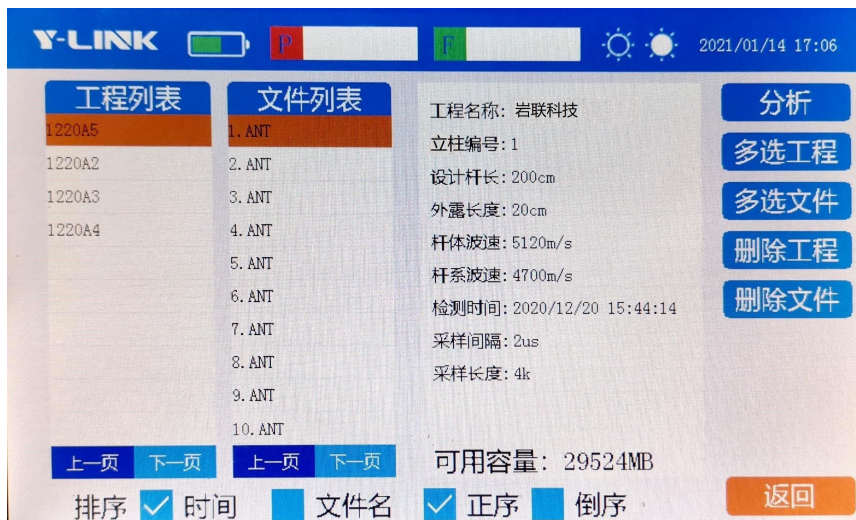 Y-LINK
P
F
2021/01/14 17:06
工程列表
1220A5
1220A2
1220A3
1220A4
上一页 下一页
文件列表
1.ANT
2.ANT
3.ANT
4.ANT
5.ANT
6.ANT
7.ANT
8.ANT
9.ANT
10.ANT
上一页 下一页
工程名称: 岩联科技
立柱编号:1
设计杆长:200cm
外露长度:20cm
杆体波速:5120m/s
杆系波速:4700m/s
检测时间:2020/12/20 15:44:14
采样间隔:2us
采样长度:4k
可用容量: 29524MB
分析
多选工程
多选文件
删除工程
删除文件
排序 时间 文件名 正序 倒序
返回